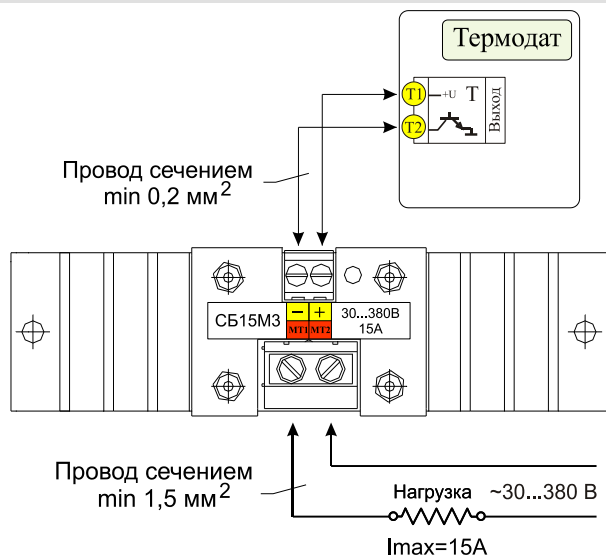 Термодат
T1
+U
T
T2
Выход
Провод сечением
min 0,2 мм²
СБ15М3
− +
МТ1 МТ2
30...380В
15А
Провод сечением
min 1,5 мм²
Нагрузка
~30...380 В
Imax=15А